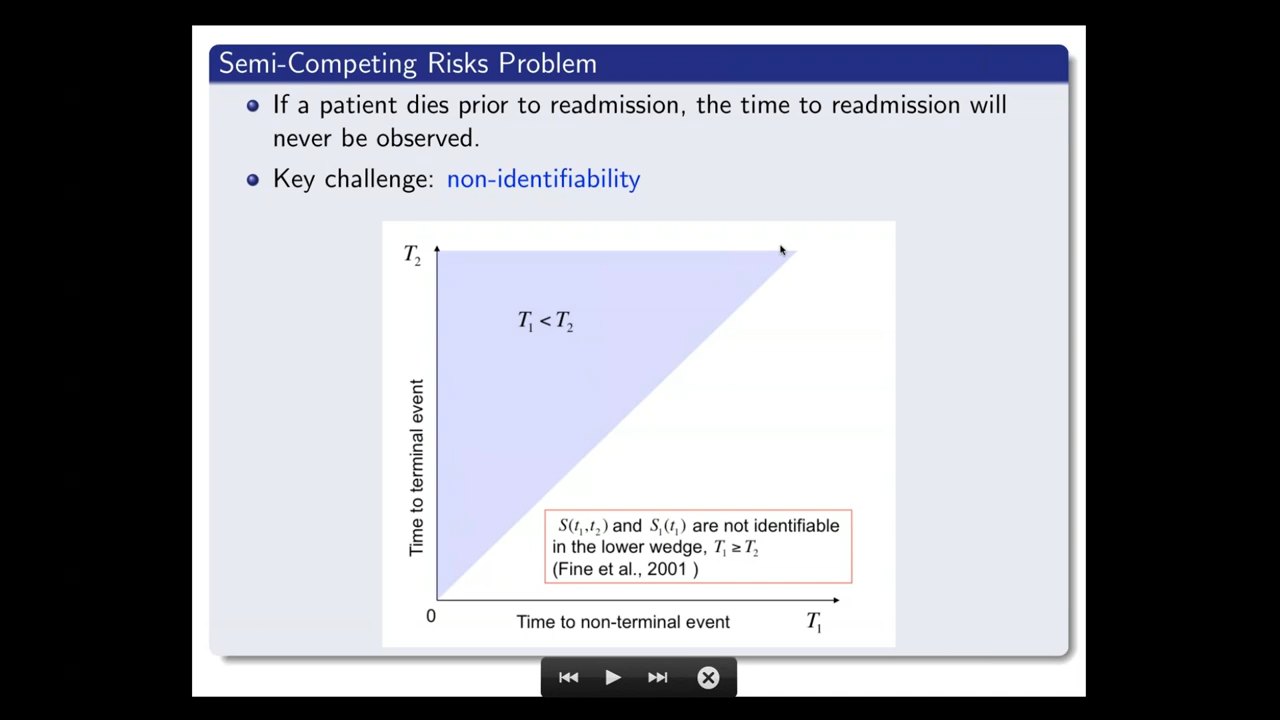 Semi-Competing Risks Problem
If a patient dies prior to readmission, the time to readmission will
never be observed.
Key challenge: non-identifiability
T₂
T₁ < T₂
Time to terminal event
S(t₁,t₂) and S₁(t₁) are not identifiable
in the lower wedge, T₁ ≥ T₂
(Fine et al., 2001 )
0
Time to non-terminal event
T₁